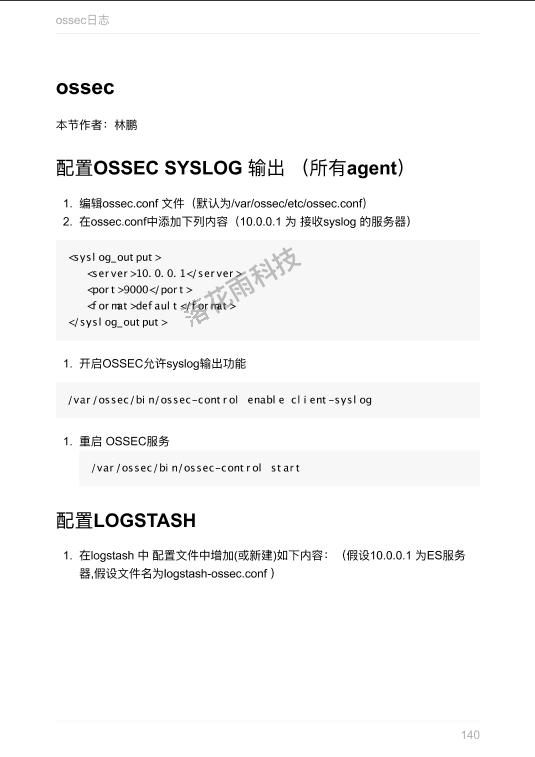 ossec日志
ossec
本节作者：林鹏
配置OSSEC SYSLOG 输出 （所有agent）
1. 编辑ossec.conf 文件（默认为/var/ossec/etc/ossec.conf）
2. 在ossec.conf中添加下列内容（10.0.0.1 为 接收syslog 的服务器）
<syslog_output>
<server>10.0.0.1</server>
<port>9000</port>
<format>default</format>
</syslog_output>
落花雨科技
1. 开启OSSEC允许syslog输出功能
/var/ossec/bin/ossec-control enable client-syslog
1. 重启 OSSEC服务
/var/ossec/bin/ossec-control start
配置LOGSTASH
1. 在logstash 中 配置文件中增加(或新建)如下内容：（假设10.0.0.1 为ES服务
器,假设文件名为logstash-ossec.conf ）
140